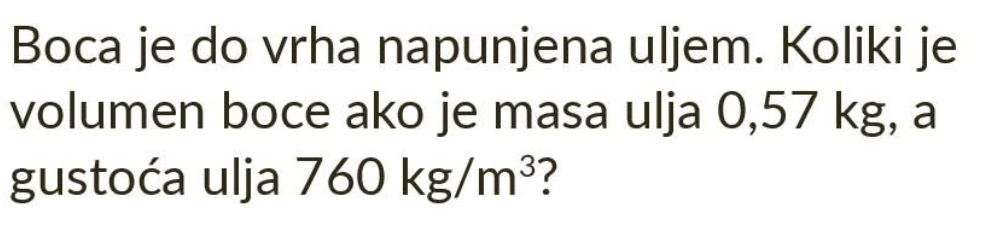 Boca je do vrha napunjena uljem. Koliki je
volumen boce ako je masa ulja 0,57 kg, a
gustoća ulja 760 kg/m³?